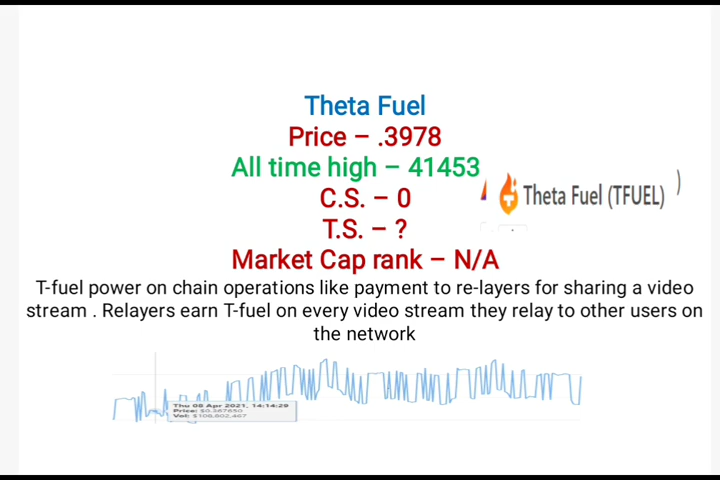 Theta Fuel
Price – .3978
All time high – 41453
C.S. – 0
Theta Fuel (TFUEL)
T.S. – ?
Market Cap rank – N/A
T-fuel power on chain operations like payment to re-layers for sharing a video
stream . Relayers earn T-fuel on every video stream they relay to other users on
the network
Thu 08 Apr 2021, 14:14:29
Price:
Vol: